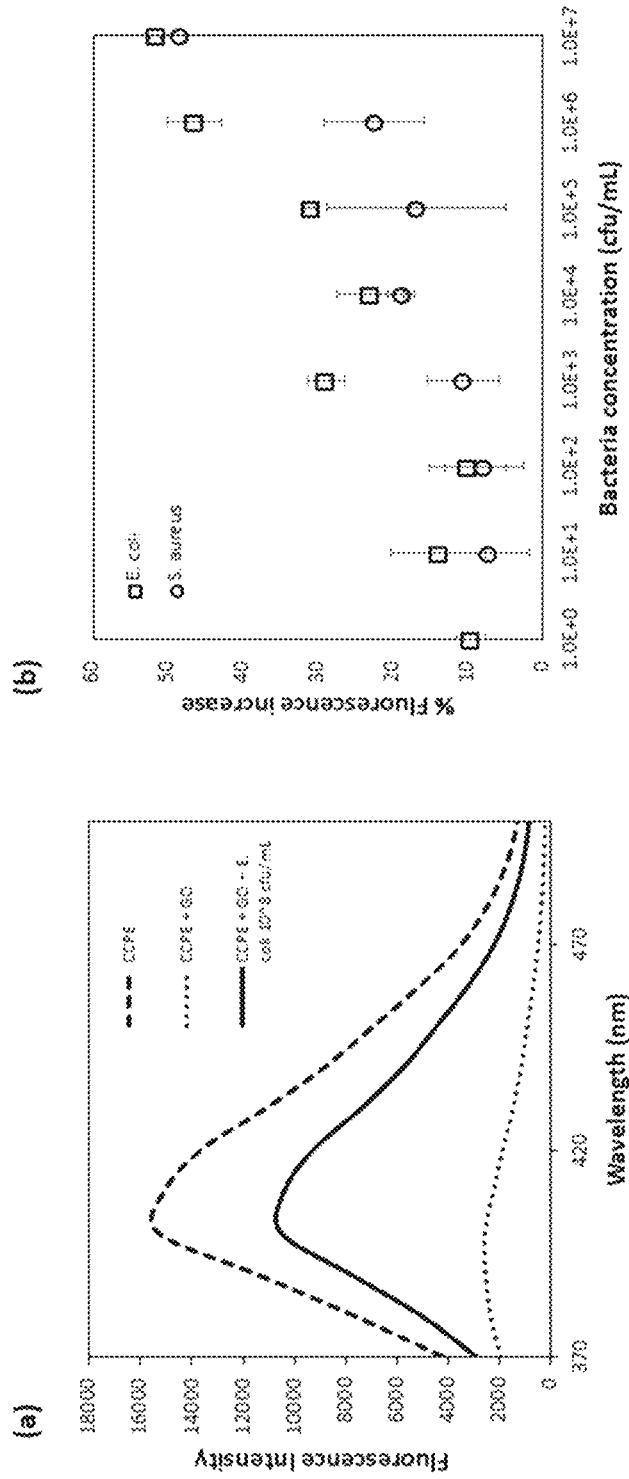 (a)
Fluorescence Intensity
18000
16000
14000
12000
10000
8000
6000
4000
2000
0
370
420
470
Wavelength (nm)
CCPE
CCPE + GO
CCPE + GO + E.
coli 10^8 cfu/mL
(b)
% Fluorescence increase
60
50
40
30
20
10
0
1.0E+0
1.0E+1
1.0E+2
1.0E+3
1.0E+4
1.0E+5
1.0E+6
1.0E+7
Bacteria concentration (cfu/mL)
E. coli
S. aureus